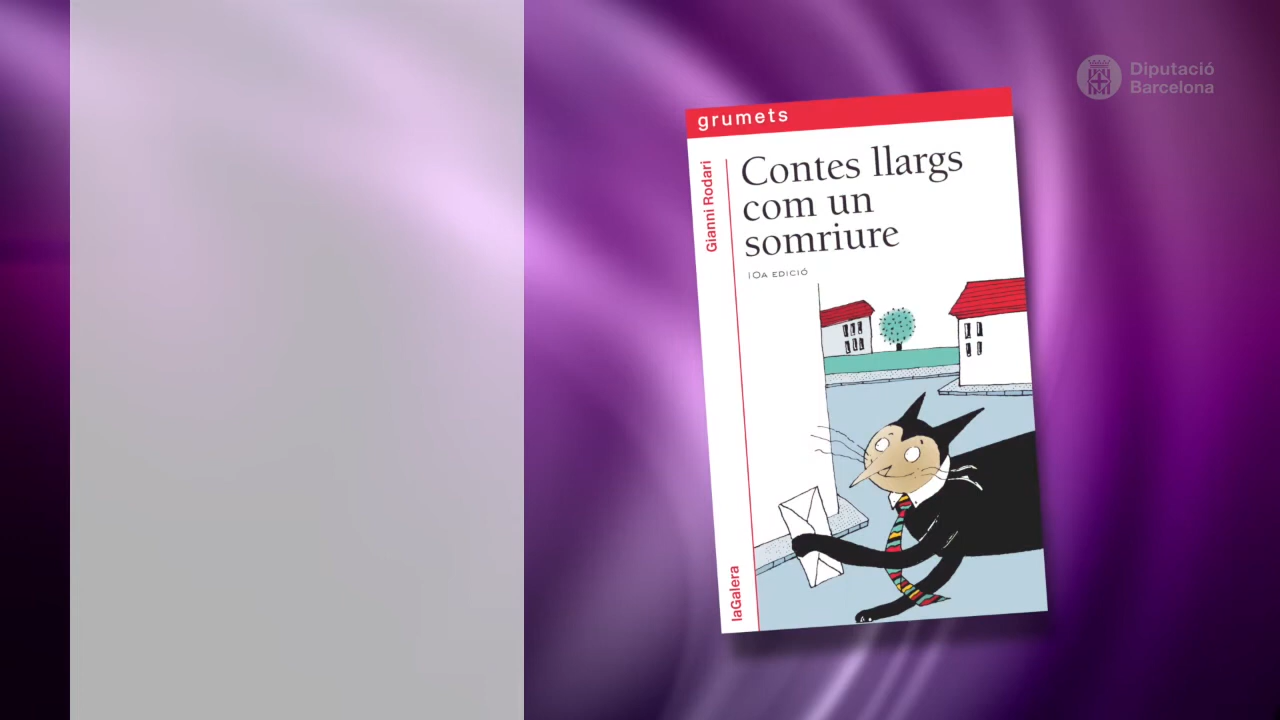 Diputació
Barcelona
grumets
Gianni Rodari
Contes llargs
com un
somriure
10a EDICIÓ
laGalera